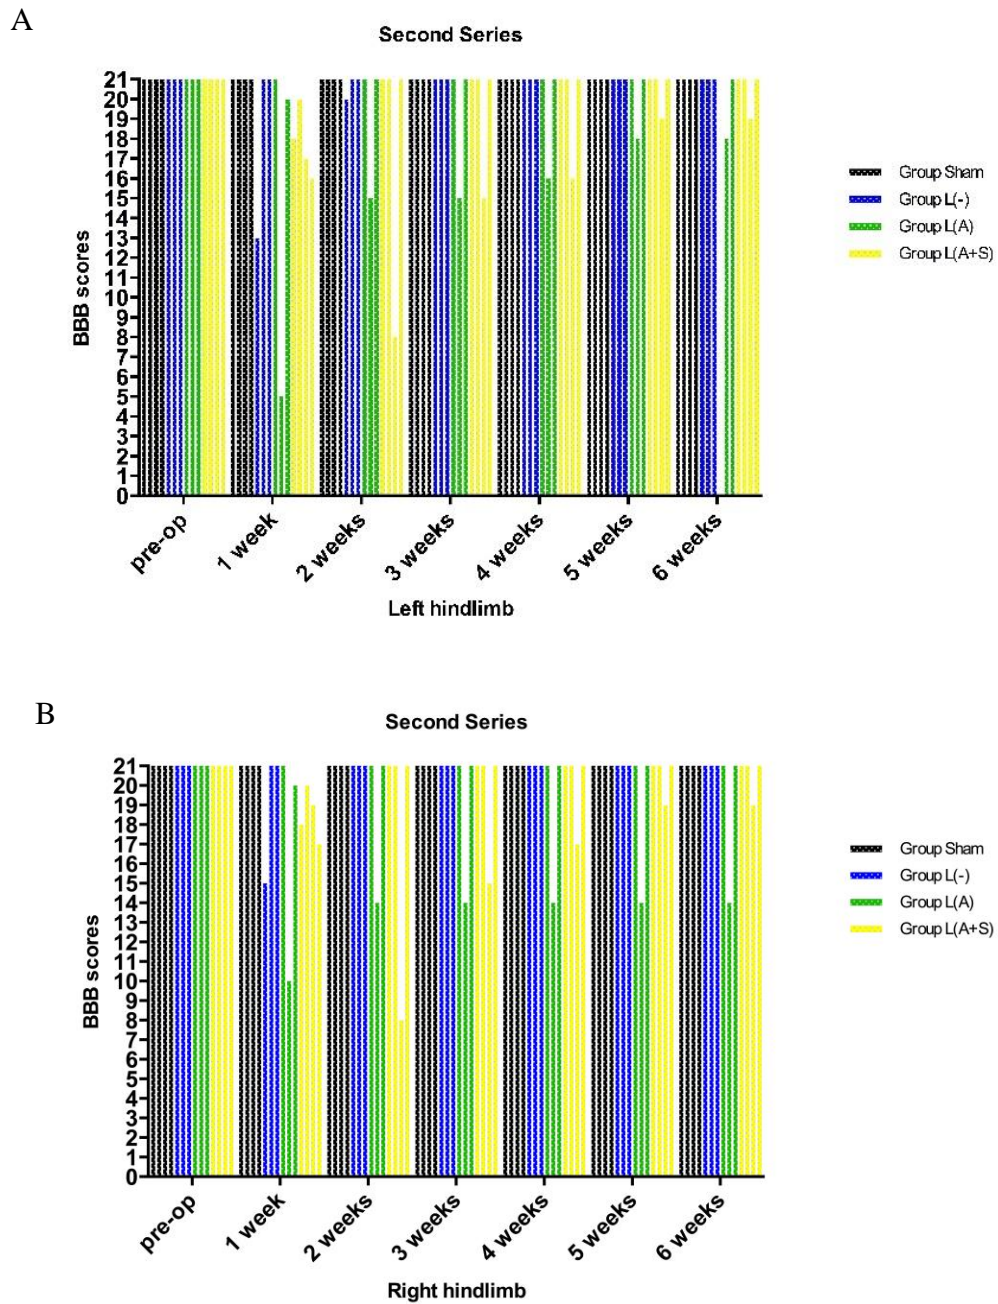 A
Second Series
21
20
19
18
17
16
15
14
13
12
11
10
9
8
7
6
5
4
3
2
1
0
BBB scores
pre-op
1 week
2 weeks
3 weeks
4 weeks
5 weeks
6 weeks
Left hindlimb
Group Sham
Group L(-)
Group L(A)
Group L(A+S)
B
Second Series
21
20
19
18
17
16
15
14
13
12
11
10
9
8
7
6
5
4
3
2
1
0
BBB scores
pre-op
1 week
2 weeks
3 weeks
4 weeks
5 weeks
6 weeks
Right hindlimb
Group Sham
Group L(-)
Group L(A)
Group L(A+S)